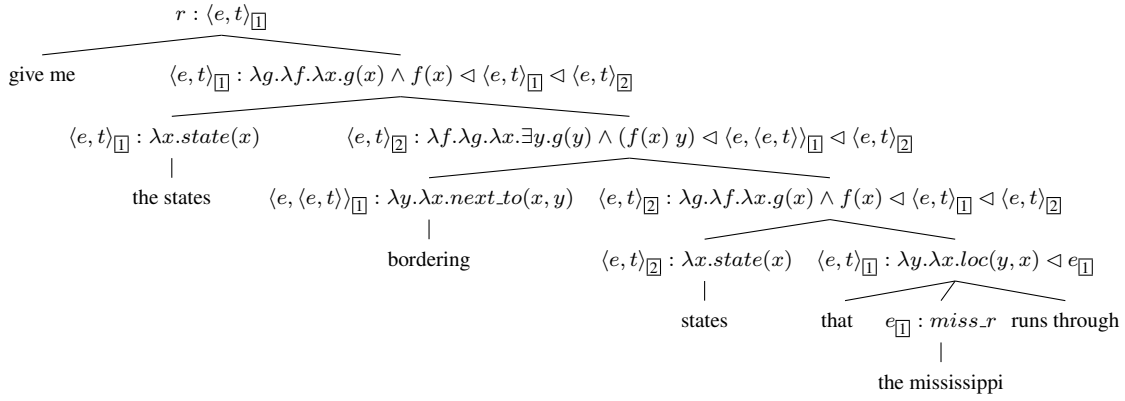 r : ⟨e, t⟩[1]
give me ⟨e, t⟩[1] : λg.λf.λx.g(x) ∧ f(x) ◁ ⟨e, t⟩[1] ◁ ⟨e, t⟩[2]
⟨e, t⟩[1] : λx.state(x) ⟨e, t⟩[2] : λf.λg.λx.∃y.g(y) ∧ (f(x) y) ◁ ⟨e, ⟨e, t⟩⟩[1] ◁ ⟨e, t⟩[2]
the states ⟨e, ⟨e, t⟩⟩[1] : λy.λx.next_to(x, y) ⟨e, t⟩[2] : λg.λf.λx.g(x) ∧ f(x) ◁ ⟨e, t⟩[1] ◁ ⟨e, t⟩[2]
bordering ⟨e, t⟩[2] : λx.state(x) ⟨e, t⟩[1] : λy.λx.loc(y, x) ◁ e[1]
states that e[1] : miss_r runs through
the mississippi